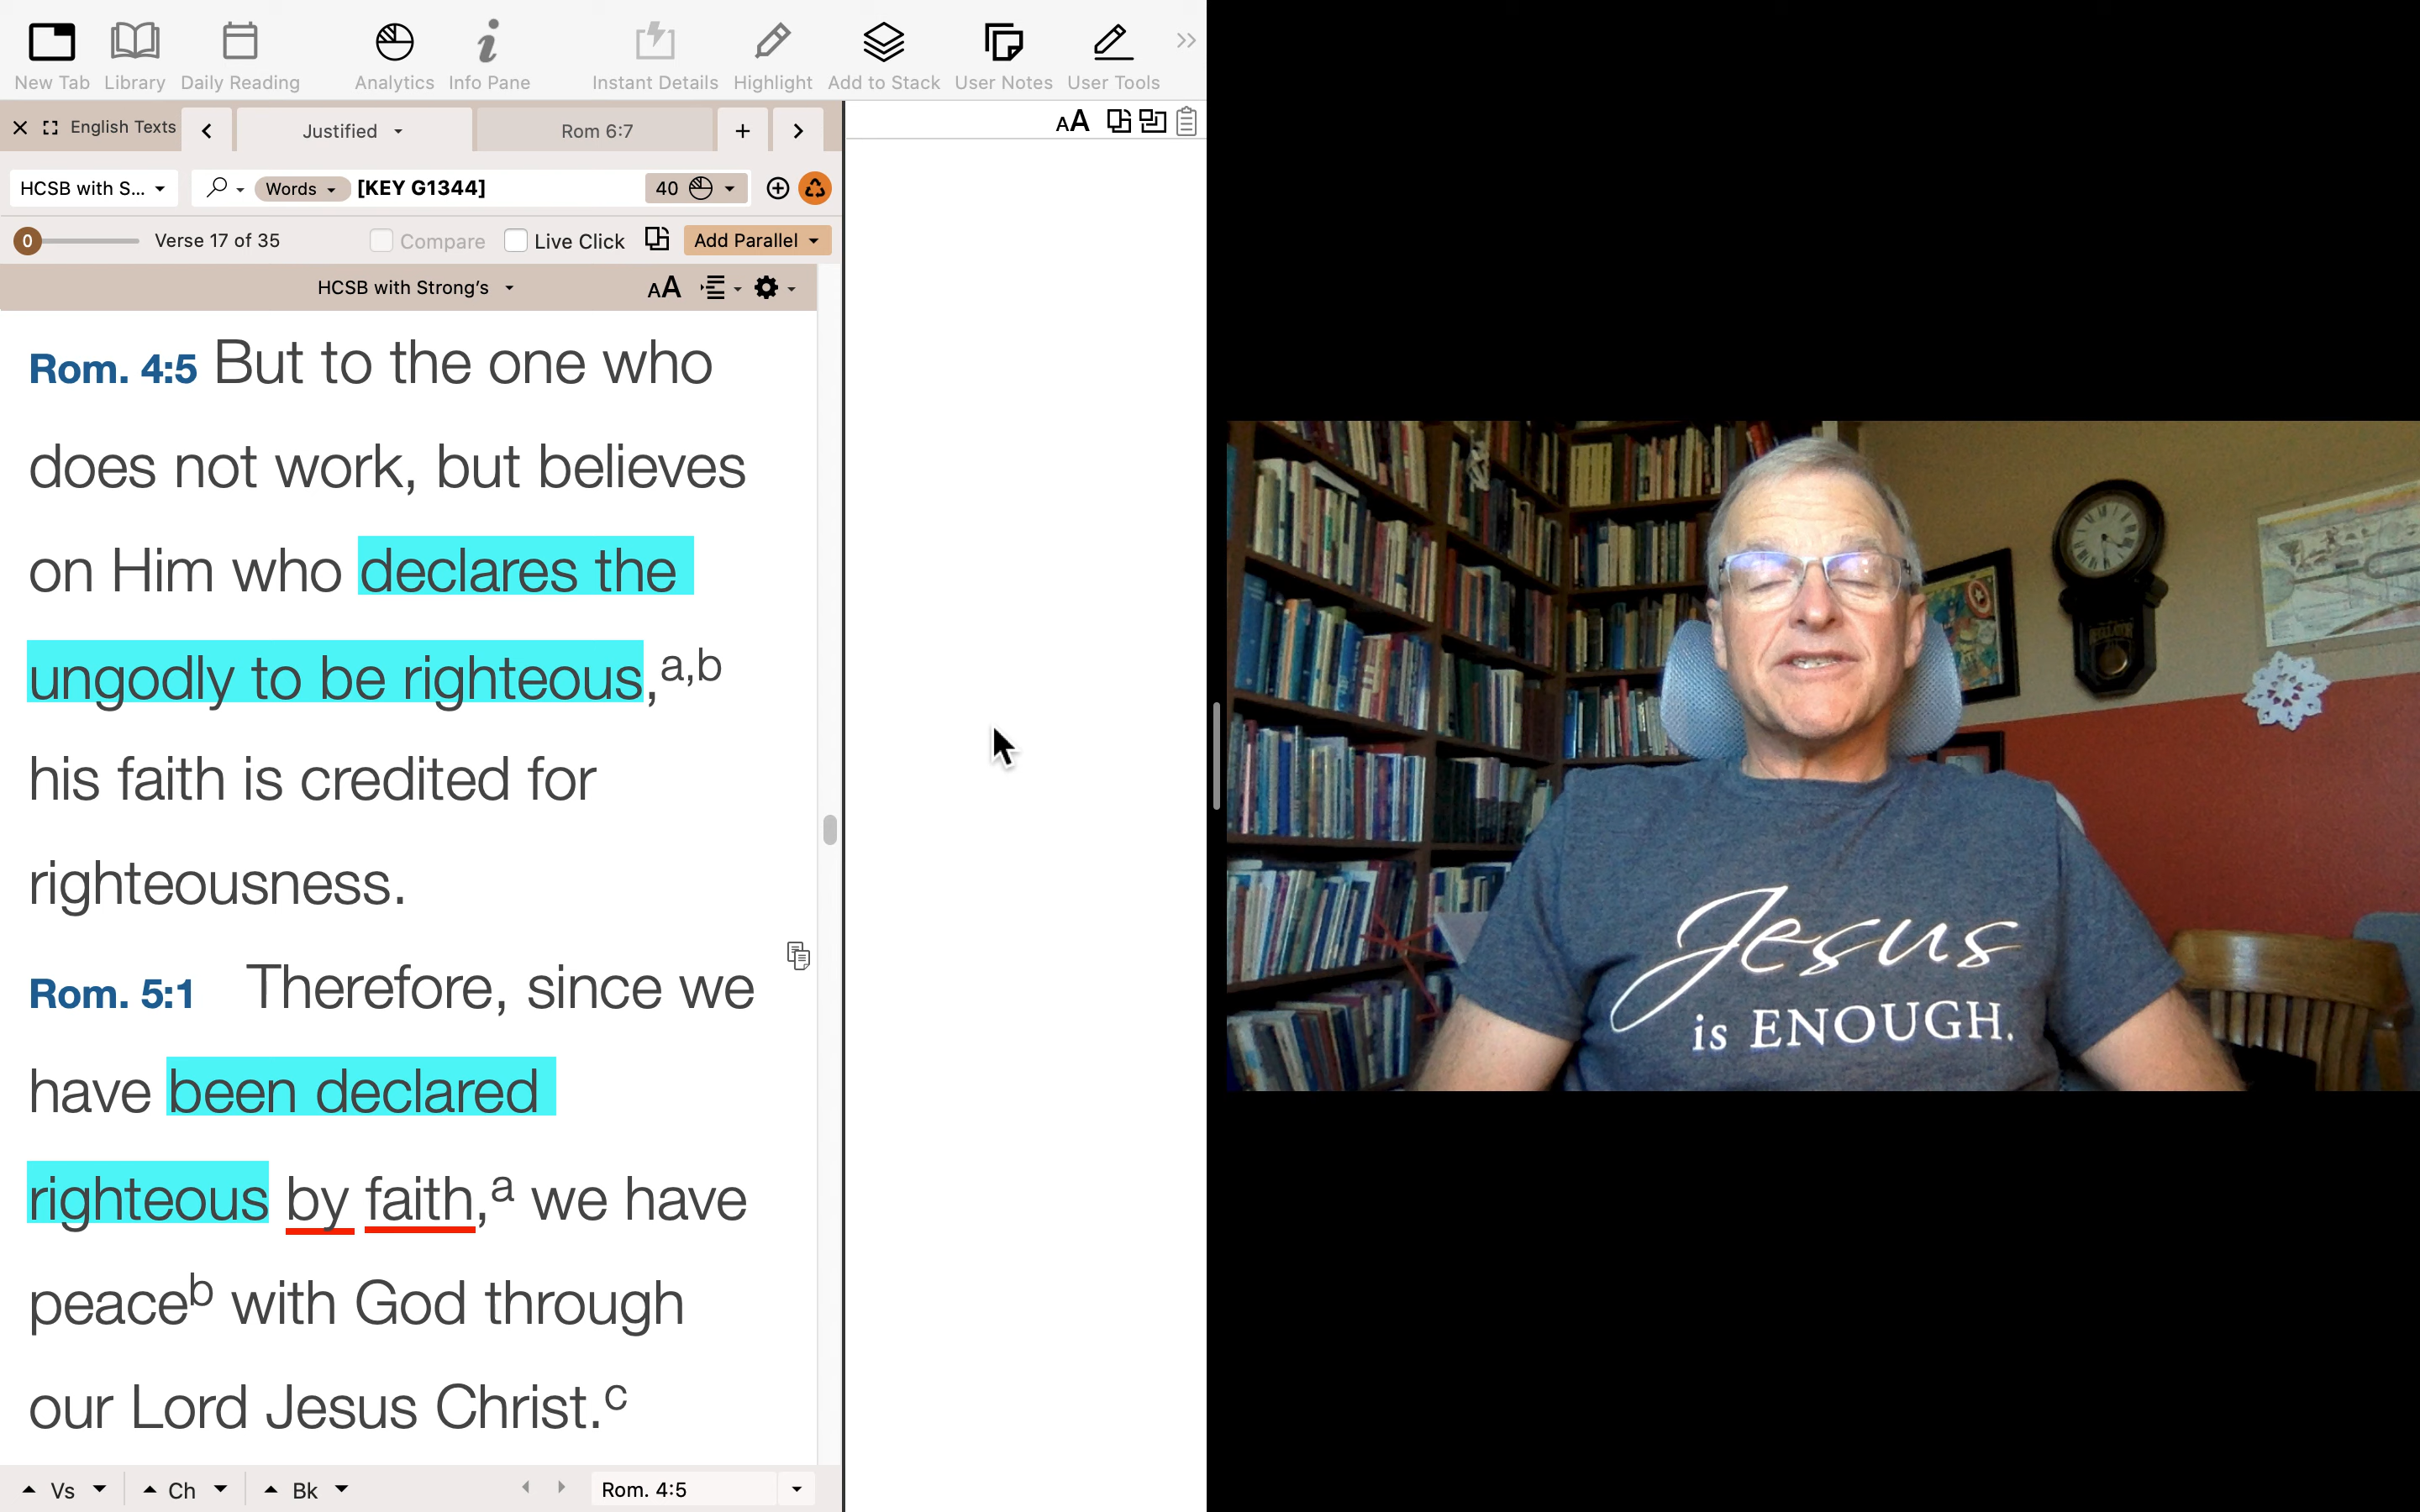 New Tab Library Daily Reading Analytics Info Pane Instant Details Highlight Add to Stack User Notes User Tools
English Texts Justified Rom 6:7
AA
HCSB with S... Words [KEY G1344] 40
0 Verse 17 of 35 Compare Live Click Add Parallel
HCSB with Strong's AA
Rom. 4:5 But to the one who
does not work, but believes
on Him who declares the
ungodly to be righteous,a,b
his faith is credited for
righteousness.
Rom. 5:1 Therefore, since we
have been declared
righteous by faith,a we have
peaceb with God through
our Lord Jesus Christ.c
Vs Ch Bk Rom. 4:5
Jesus
is ENOUGH.